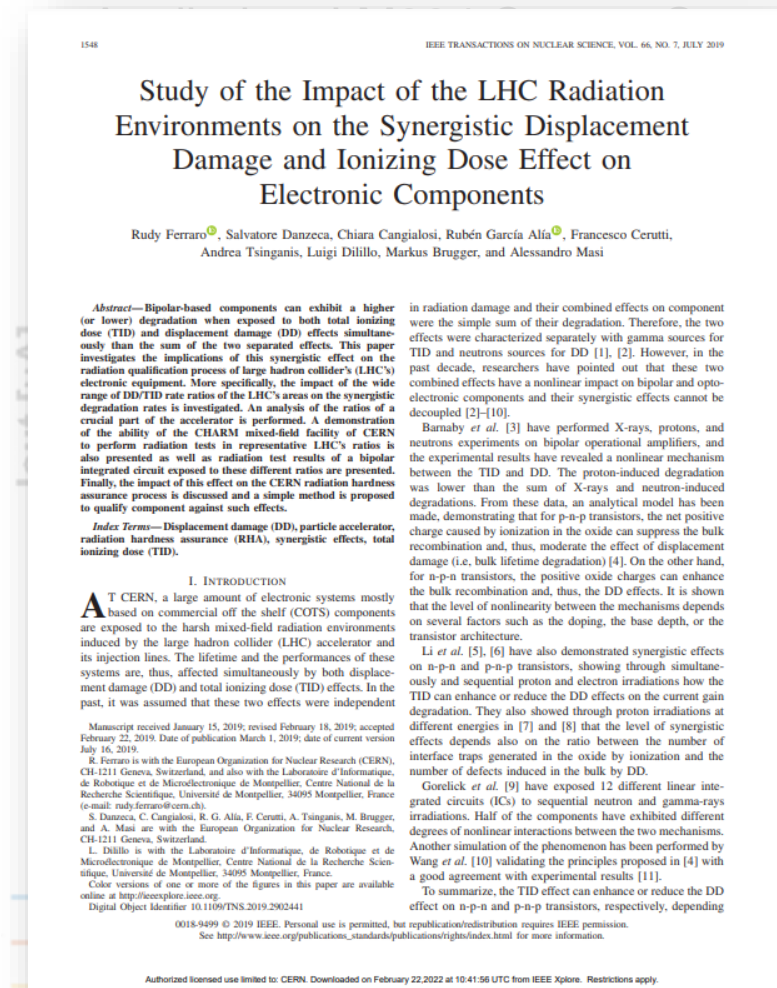 1548
IEEE TRANSACTIONS ON NUCLEAR SCIENCE, VOL. 66, NO. 7, JULY 2019
Study of the Impact of the LHC Radiation
Environments on the Synergistic Displacement
Damage and Ionizing Dose Effect on
Electronic Components
Rudy Ferraro, Salvatore Danzeca, Chiara Cangialosi, Rubén García Alía, Francesco Cerutti,
Andrea Tsinganis, Luigi Dilillo, Markus Brugger, and Alessandro Masi
Abstract—Bipolar-based components can exhibit a higher
(or lower) degradation when exposed to both total ionizing
dose (TID) and displacement damage (DD) effects simultane-
ously than the sum of the two separated effects. This paper
investigates the implications of this synergistic effect on the
radiation qualification process of large hadron collider's (LHC's)
electronic equipment. More specifically, the impact of the wide
range of DD/TID rate ratios of the LHC's areas on the synergistic
degradation rates is investigated. An analysis of the ratios of a
crucial part of the accelerator is performed. A demonstration
of the ability of the CHARM mixed-field facility of CERN
to perform radiation tests in representative LHC's ratios is
also presented as well as radiation test results of a bipolar
integrated circuit exposed to these different ratios are presented.
Finally, the impact of this effect on the CERN radiation hardness
assurance process is discussed and a simple method is proposed
to qualify component against such effects.
Index Terms—Displacement damage (DD), particle accelerator,
radiation hardness assurance (RHA), synergistic effects, total
ionizing dose (TID).
I. INTRODUCTION
AT CERN, a large amount of electronic systems mostly
based on commercial off the shelf (COTS) components
are exposed to the harsh mixed-field radiation environments
induced by the large hadron collider (LHC) accelerator and
its injection lines. The lifetime and the performances of these
systems are, thus, affected simultaneously by both displace-
ment damage (DD) and total ionizing dose (TID) effects. In the
past, it was assumed that these two effects were independent
Manuscript received January 15, 2019; revised February 18, 2019; accepted
February 22, 2019. Date of publication March 1, 2019; date of current version
July 16, 2019.
R. Ferraro is with the European Organization for Nuclear Research (CERN),
CH-1211 Geneva, Switzerland, and also with the Laboratoire d'Informatique,
de Robotique et de Microélectronique de Montpellier, Centre National de la
Recherche Scientifique, Université de Montpellier, 34095 Montpellier, France
(e-mail: rudy.ferraro@cern.ch).
S. Danzeca, C. Cangialosi, R. G. Alía, F. Cerutti, A. Tsinganis, M. Brugger,
and A. Masi are with the European Organization for Nuclear Research,
CH-1211 Geneva, Switzerland.
L. Dilillo is with the Laboratoire d'Informatique, de Robotique et de
Microélectronique de Montpellier, Centre National de la Recherche Scien-
tifique, Université de Montpellier, 34095 Montpellier, France.
Color versions of one or more of the figures in this paper are available
online at http://ieeexplore.ieee.org.
Digital Object Identifier 10.1109/TNS.2019.2902441
in radiation damage and their combined effects on component
were the simple sum of their degradation. Therefore, the two
effects were characterized separately with gamma sources for
TID and neutrons sources for DD [1], [2]. However, in the
past decade, researchers have pointed out that these two
combined effects have a nonlinear impact on bipolar and opto-
electronic components and their synergistic effects cannot be
decoupled [2]–[10].
Barnaby et al. [3] have performed X-rays, protons, and
neutrons experiments on bipolar operational amplifiers, and
the experimental results have revealed a nonlinear mechanism
between the TID and DD. The proton-induced degradation
was lower than the sum of X-rays and neutron-induced
degradations. From these data, an analytical model has been
made, demonstrating that for p-n-p transistors, the net positive
charge caused by ionization in the oxide can suppress the bulk
recombination and, thus, moderate the effect of displacement
damage (i.e, bulk lifetime degradation) [4]. On the other hand,
for n-p-n transistors, the positive oxide charges can enhance
the bulk recombination and, thus, the DD effects. It is shown
that the level of nonlinearity between the mechanisms depends
on several factors such as the doping, the base depth, or the
transistor architecture.
Li et al. [5], [6] have also demonstrated synergistic effects
on n-p-n and p-n-p transistors, showing through simultane-
ously and sequential proton and electron irradiations how the
TID can enhance or reduce the DD effects on the current gain
degradation. They also showed through proton irradiations at
different energies in [7] and [8] that the level of synergistic
effects depends also on the ratio between the number of
interface traps generated in the oxide by ionization and the
number of defects induced in the bulk by DD.
Gorelick et al. [9] have exposed 12 different linear inte-
grated circuits (ICs) to sequential neutron and gamma-rays
irradiations. Half of the components have exhibited different
degrees of nonlinear interactions between the two mechanisms.
Another simulation of the phenomenon has been performed by
Wang et al. [10] validating the principles proposed in [4] with
a good agreement with experimental results [11].
To summarize, the TID effect can enhance or reduce the DD
effect on n-p-n and p-n-p transistors, respectively, depending
0018-9499 © 2019 IEEE. Personal use is permitted, but republication/redistribution requires IEEE permission.
See http://www.ieee.org/publications_standards/publications/rights/index.html for more information.
Authorized licensed use limited to: CERN. Downloaded on February 22,2022 at 10:41:56 UTC from IEEE Xplore. Restrictions apply.